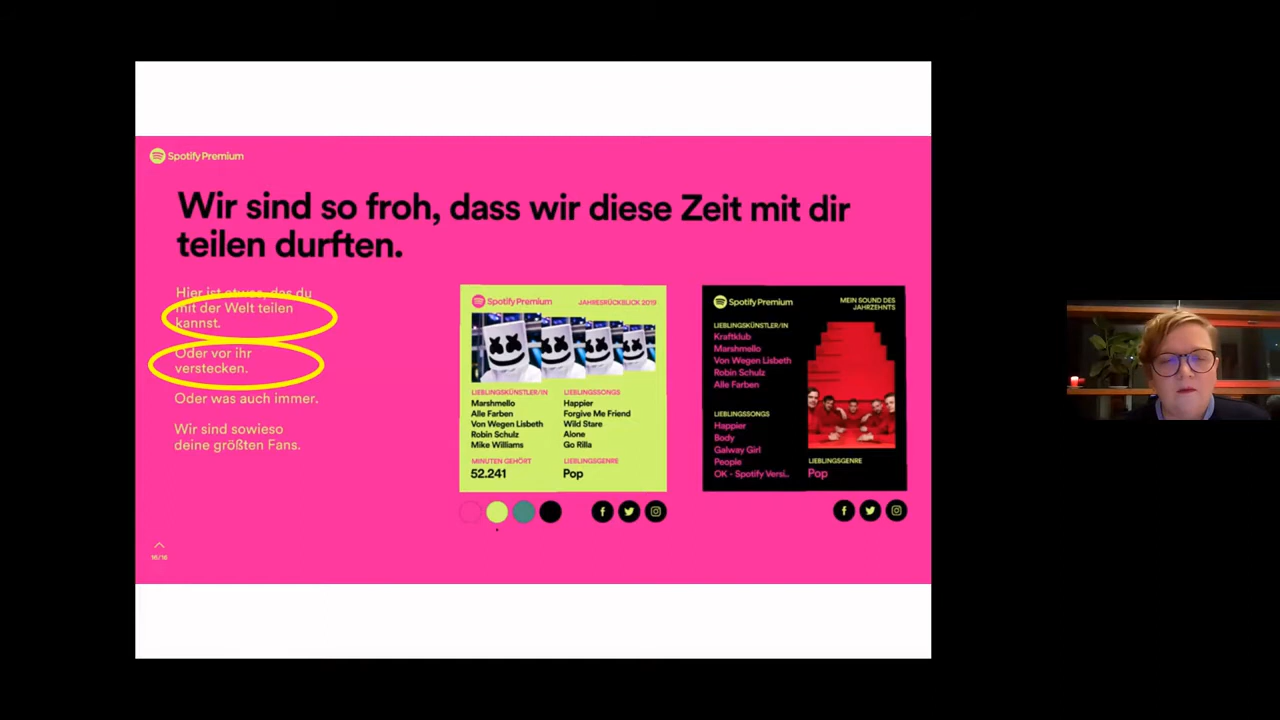 Spotify Premium
Wir sind so froh, dass wir diese Zeit mit dir
teilen durften.
Hier ist etwas, das du
mit der Welt teilen
kannst.
Oder vor ihr
verstecken.
Oder was auch immer.
Wir sind sowieso
deine größten Fans.
16/16
Spotify Premium
JAHRESRÜCKBLICK 2019
LIEBLINGSKÜNSTLER/IN
Marshmello
Alle Farben
Von Wegen Lisbeth
Robin Schulz
Mike Williams
LIEBLINGSSONGS
Happier
Forgive Me Friend
Wild Stare
Alone
Go Rilla
MINUTEN GEHÖRT
52.241
LIEBLINGSGENRE
Pop
Spotify Premium
MEIN SOUND DES
JAHRZEHNTS
LIEBLINGSKÜNSTLER/IN
Kraftklub
Marshmello
Von Wegen Lisbeth
Robin Schulz
Alle Farben
LIEBLINGSSONGS
Happier
Body
Galway Girl
People
OK - Spotify Versi..
LIEBLINGSGENRE
Pop